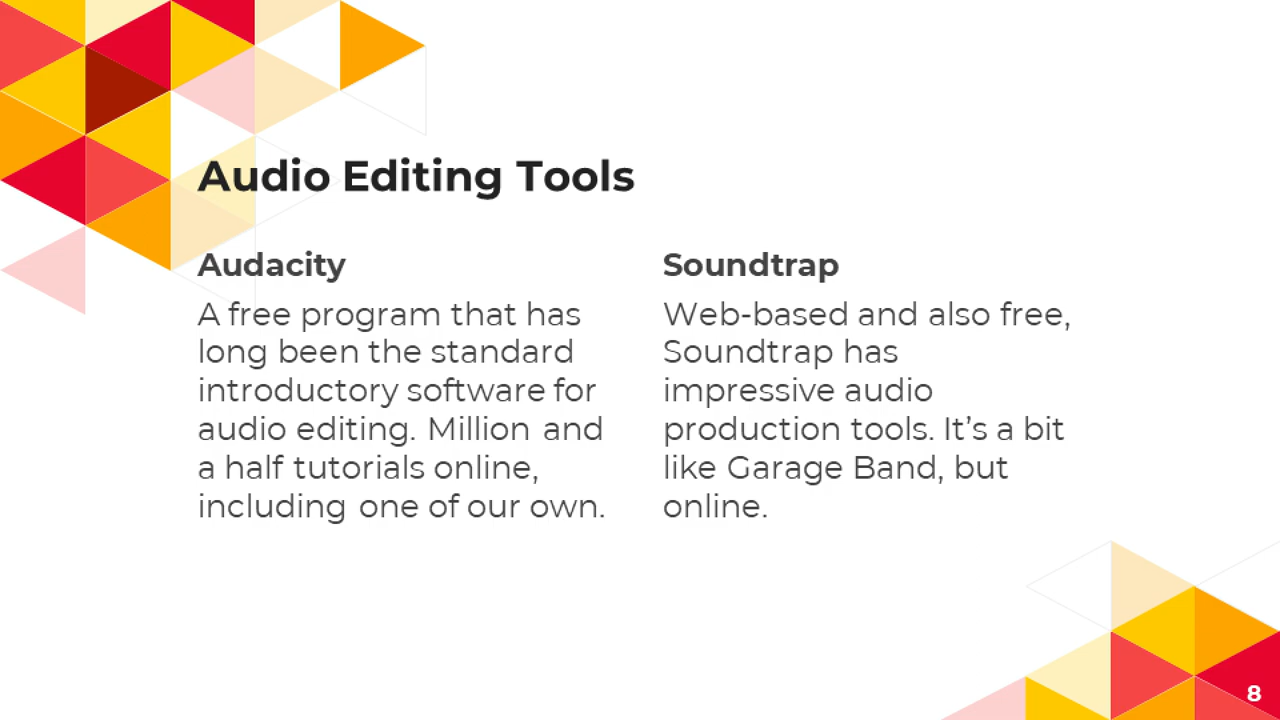 Audio Editing Tools
Audacity
A free program that has
long been the standard
introductory software for
audio editing. Million and
a half tutorials online,
including one of our own.
Soundtrap
Web-based and also free,
Soundtrap has
impressive audio
production tools. It’s a bit
like Garage Band, but
online.
8